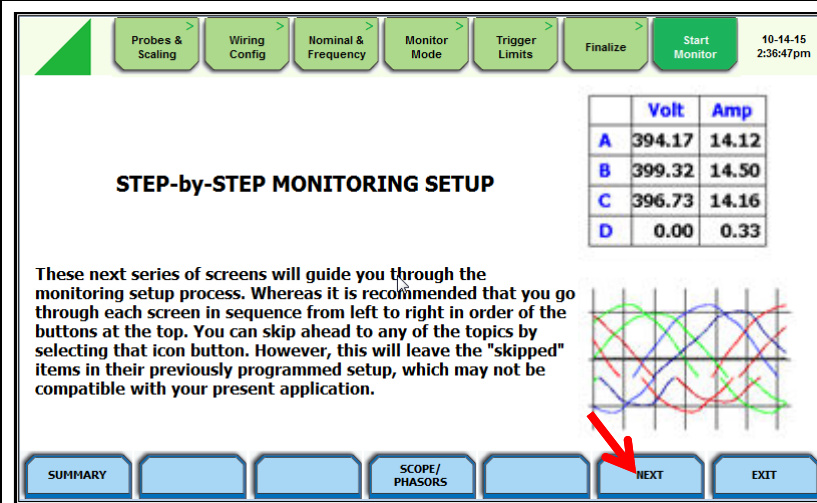 Probes &
Scaling
>
Wiring
Config
>
Nominal &
Frequency
>
Monitor
Mode
>
Trigger
Limits
>
Finalize
>
Start
Monitor
10-14-15
2:36:47pm
Volt Amp
A 394.17 14.12
B 399.32 14.50
C 396.73 14.16
D 0.00 0.33
STEP-by-STEP MONITORING SETUP
These next series of screens will guide you through the
monitoring setup process. Whereas it is recommended that you go
through each screen in sequence from left to right in order of the
buttons at the top. You can skip ahead to any of the topics by
selecting that icon button. However, this will leave the "skipped"
items in their previously programmed setup, which may not be
compatible with your present application.
SUMMARY
SCOPE/
PHASORS
NEXT
EXIT